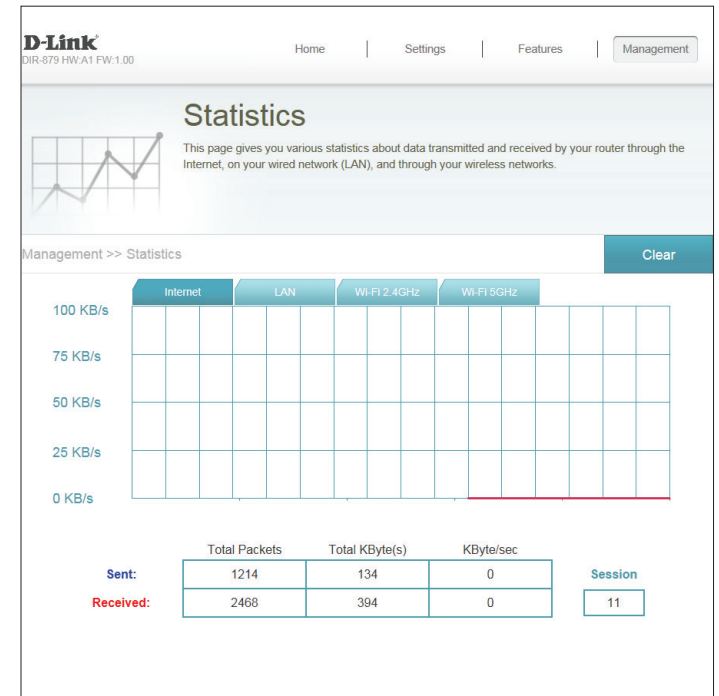 D-Link
DIR-879 HW:A1 FW:1.00
Home
Settings
Features
Management
Statistics
This page gives you various statistics about data transmitted and received by your router through the
Internet, on your wired network (LAN), and through your wireless networks.
Management >> Statistics
Clear
Internet
LAN
Wi-Fi 2.4GHz
Wi-Fi 5GHz
100 KB/s
75 KB/s
50 KB/s
25 KB/s
0 KB/s
Total Packets
Total KByte(s)
KByte/sec
Sent:
1214
134
0
Session
Received:
2468
394
0
11